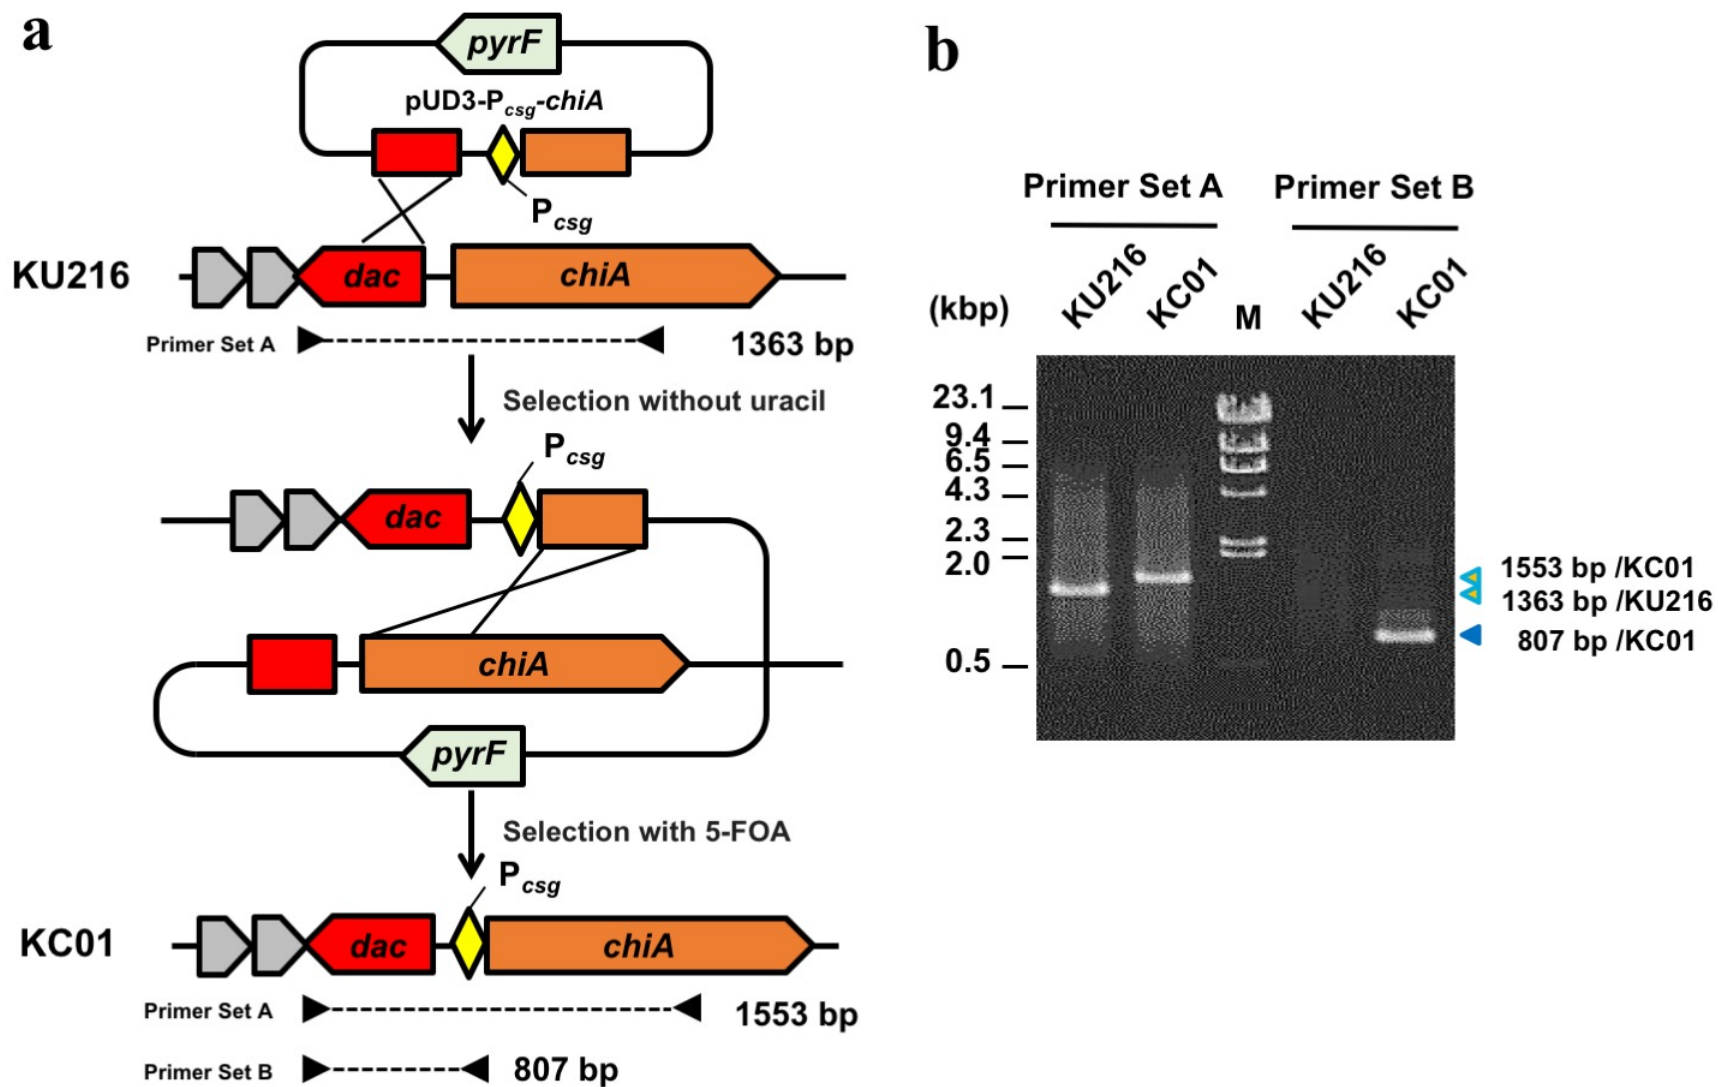 a
pyrF
pUD3-Pcsg-chiA
Pcsg
KU216
dac
chiA
Primer Set A
1363 bp
Selection without uracil
Pcsg
dac
chiA
pyrF
Selection with 5-FOA
Pcsg
KC01
dac
chiA
Primer Set A
1553 bp
Primer Set B
807 bp
b
Primer Set A
Primer Set B
KU216
KC01
M
KU216
KC01
(kbp)
23.1
9.4
6.5
4.3
2.3
2.0
0.5
1553 bp /KC01
1363 bp /KU216
807 bp /KC01